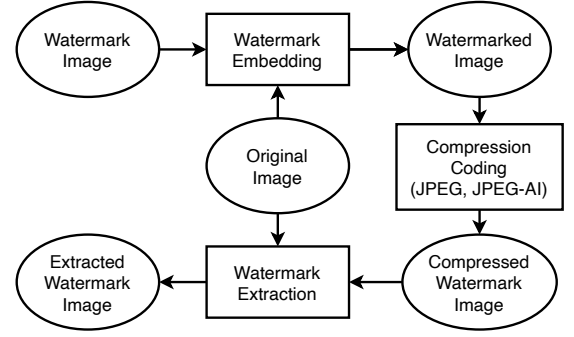 Watermark
Image
Watermark
Embedding
Watermarked
Image
Original
Image
Compression
Coding
(JPEG, JPEG-AI)
Extracted
Watermark
Image
Watermark
Extraction
Compressed
Watermark
Image